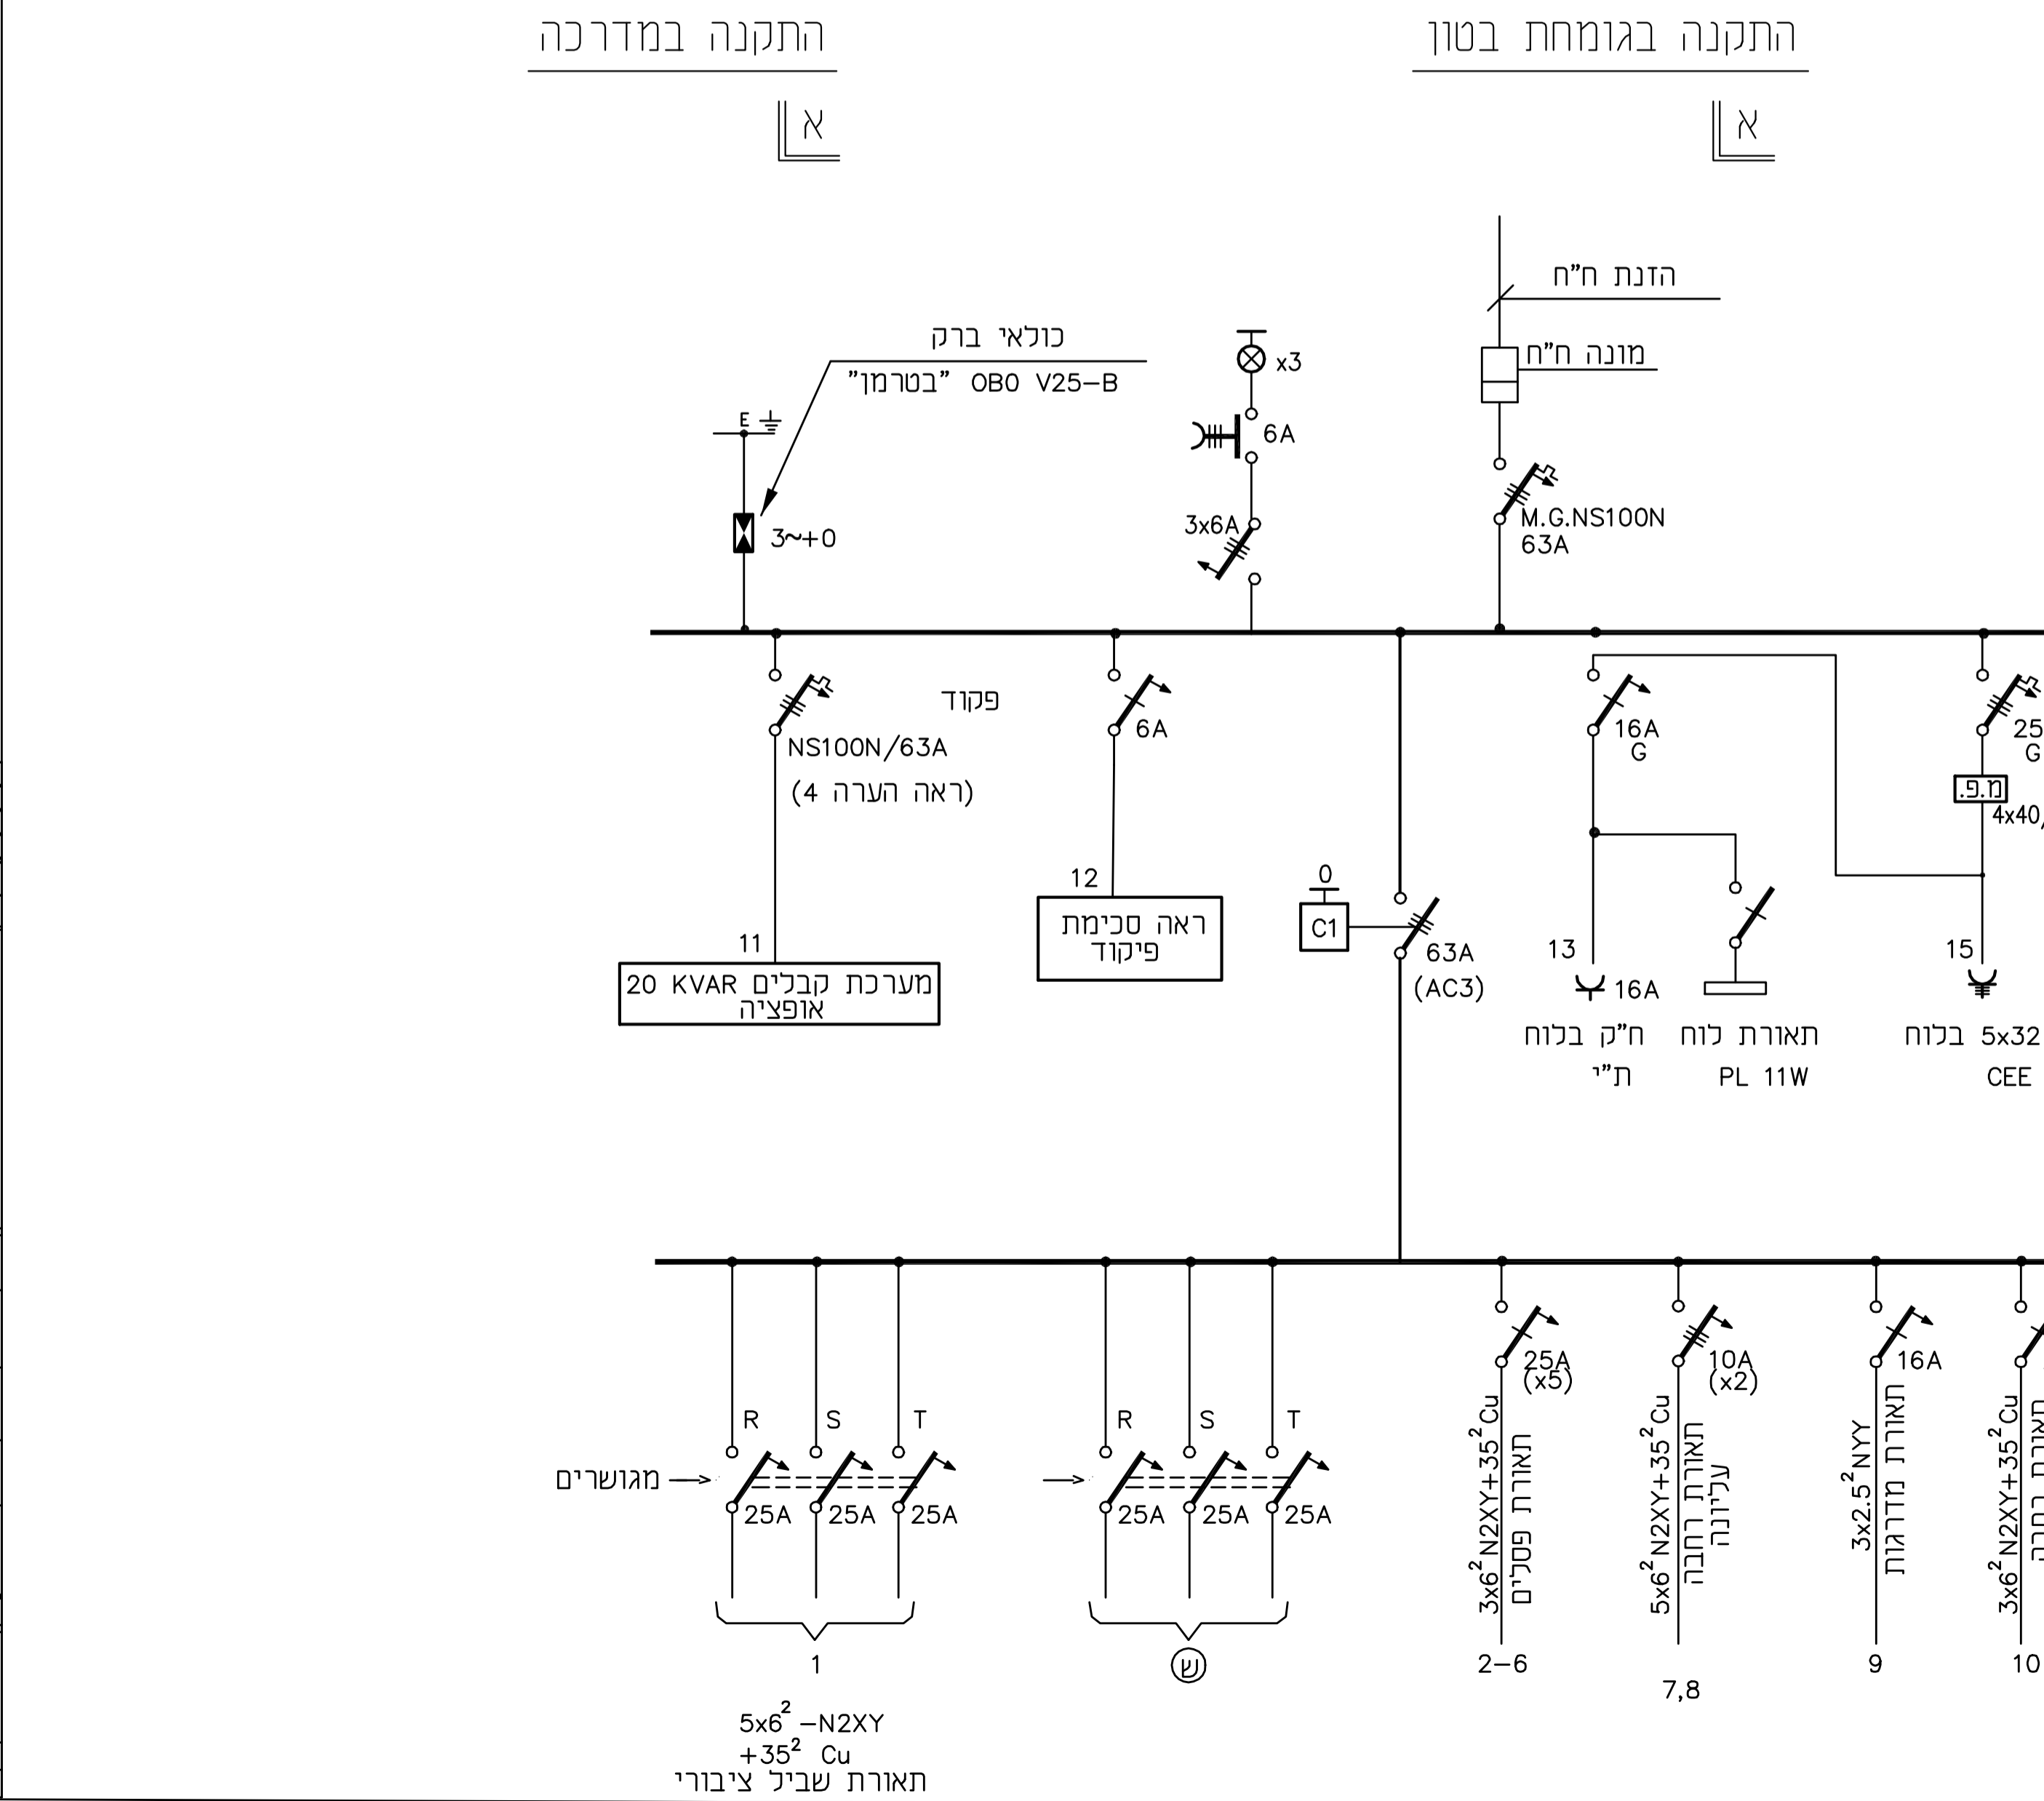 התקנה בגומחת בטון
התקנה במדרכה
א
א
הזנת ח"ח
מונה ח"ח
M.G.NS100N
63A
x3
6A
3x6A
כולאי ברק
"בטרמן" OBO V25-B
E
3~+0
NS100N/63A
(ראה הערה 4)
11
מערכת קבלים 20 KVAR
אופציה
פקוד
6A
12
ראה סכימת
פיקוד
0
C1
63A
(AC3)
16A
G
13
16A
ח"ק בלוח
ת"י
תאורת לוח
PL 11W
25
G
מ.פ.
4x40
15
5x32 בלוח
CEE
R
S
T
מגושרים
25A
25A
25A
1
5x6² -N2XY
+35² Cu
תאורת שביל ציבורי
R
S
T
25A
25A
25A
ש
25A
(x5)
3x6² N2XY+35² Cu
תאורת פסלים
2-6
10A
(x2)
5x6² N2XY+35² Cu
תאורת רחבה
עליונה
7,8
16A
3x2.5² NYY
תאורת מדרגות
9
3x6² N2XY+35² Cu
תאורת רחבה
10